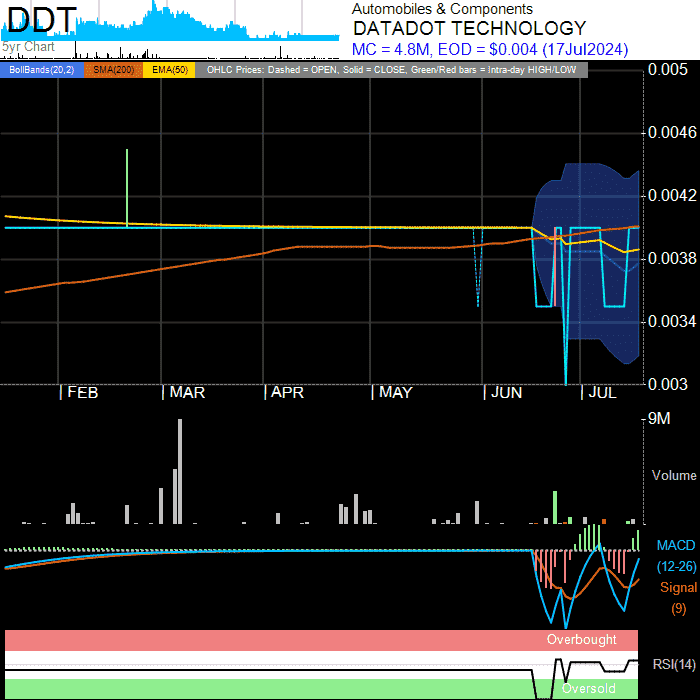 DDT
5yr Chart
Automobiles & Components
DATADOT TECHNOLOGY
MC = 4.8M, EOD = $0.004 (17Jul2024)
BollBands(20,2) SMA(200) EMA(50) OHLC Prices: Dashed = OPEN, Solid = CLOSE, Green/Red bars = Intra-day HIGH/LOW
0.005
0.0046
0.0042
0.0038
0.0034
0.003
FEB MAR APR MAY JUN JUL
9M
Volume
MACD
(12-26)
Signal
(9)
Overbought
RSI(14)
Oversold